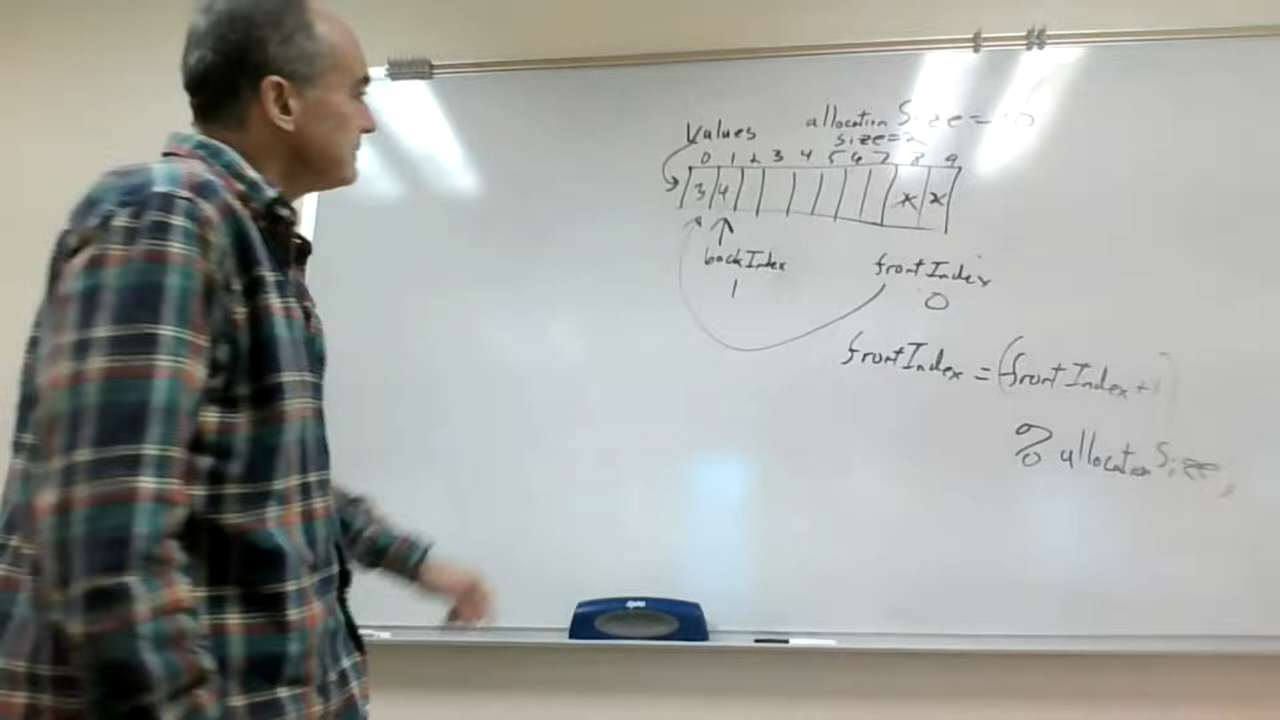 Values allocationSize=10
size=2
0 1 2 3 4 5 6 7 8 9
3 4 x x
backIndex frontIndex
1 0
frontIndex = (frontIndex + 1)
% allocationSize;
expo